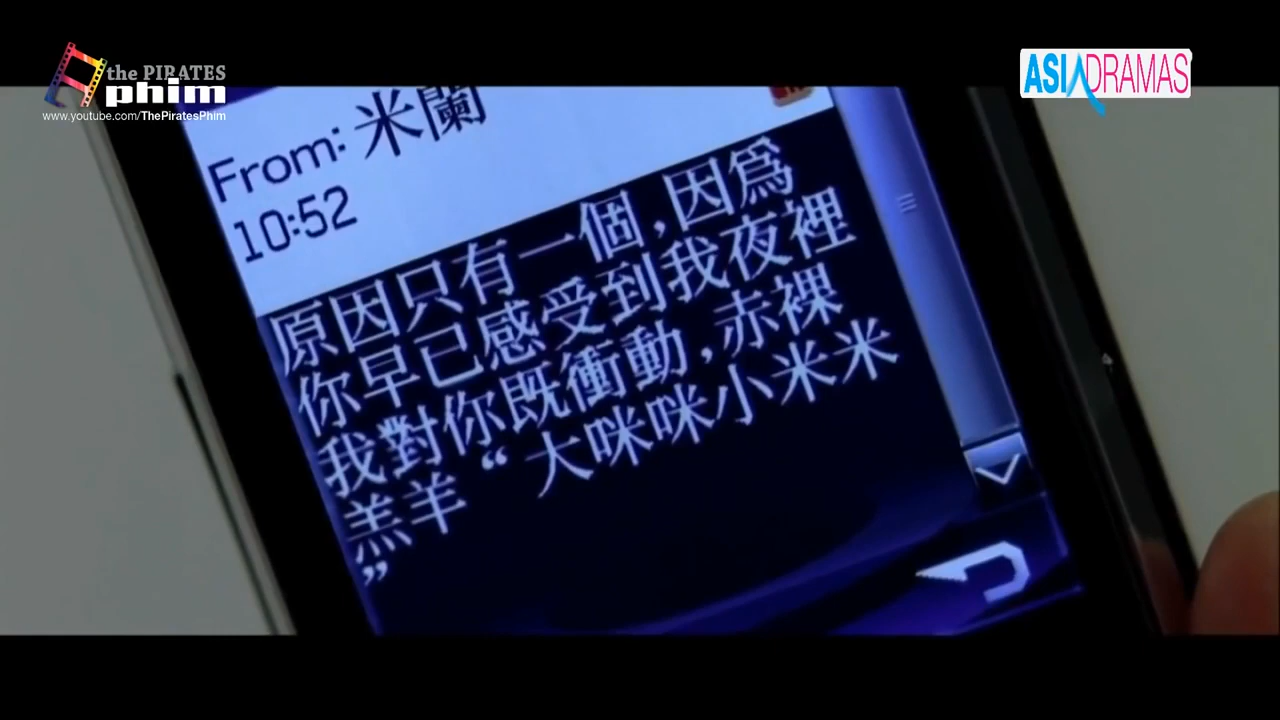 the PIRATES
phim
www.youtube.com/ThePiratesPhim
ASIADRAMAS
From: 米蘭
10:52
原因只有一個,因為
你早已感受到我夜裡
我對你既衝動,赤裸
羔羊“大咪咪小米米
”